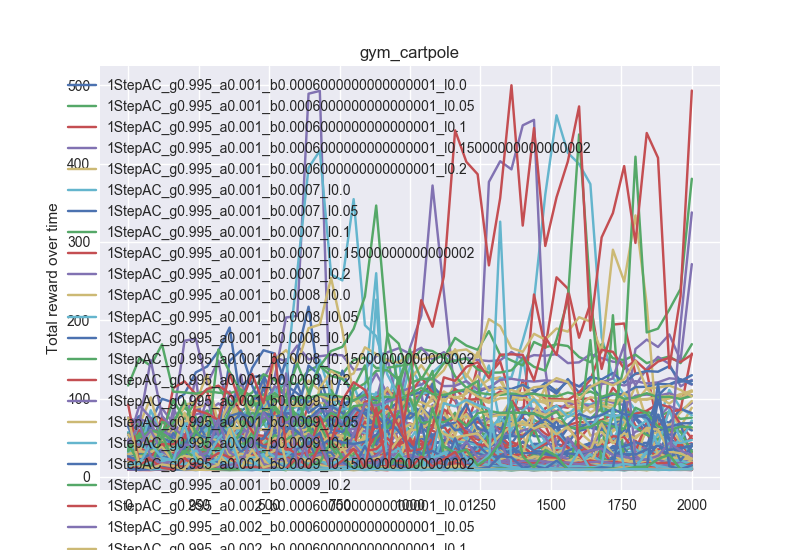 gym_cartpole
Total reward over time
500
400
300
200
100
0
0
250
500
750
1000
1250
1500
1750
2000
1StepAC_g0.995_a0.001_b0.0006000000000000001_l0.0
1StepAC_g0.995_a0.001_b0.0006000000000000001_l0.05
1StepAC_g0.995_a0.001_b0.0006000000000000001_l0.1
1StepAC_g0.995_a0.001_b0.0006000000000000001_l0.15000000000000002
1StepAC_g0.995_a0.001_b0.0006000000000000001_l0.2
1StepAC_g0.995_a0.001_b0.0007_l0.0
1StepAC_g0.995_a0.001_b0.0007_l0.05
1StepAC_g0.995_a0.001_b0.0007_l0.1
1StepAC_g0.995_a0.001_b0.0007_l0.15000000000000002
1StepAC_g0.995_a0.001_b0.0007_l0.2
1StepAC_g0.995_a0.001_b0.0008_l0.0
1StepAC_g0.995_a0.001_b0.0008_l0.05
1StepAC_g0.995_a0.001_b0.0008_l0.1
1StepAC_g0.995_a0.001_b0.0008_l0.15000000000000002
1StepAC_g0.995_a0.001_b0.0008_l0.2
1StepAC_g0.995_a0.001_b0.0009_l0.0
1StepAC_g0.995_a0.001_b0.0009_l0.05
1StepAC_g0.995_a0.001_b0.0009_l0.1
1StepAC_g0.995_a0.001_b0.0009_l0.15000000000000002
1StepAC_g0.995_a0.001_b0.0009_l0.2
1StepAC_g0.995_a0.002_b0.0006000000000000001_l0.0
1StepAC_g0.995_a0.002_b0.0006000000000000001_l0.05
1StepAC_g0.995_a0.002_b0.0006000000000000001_l0.1